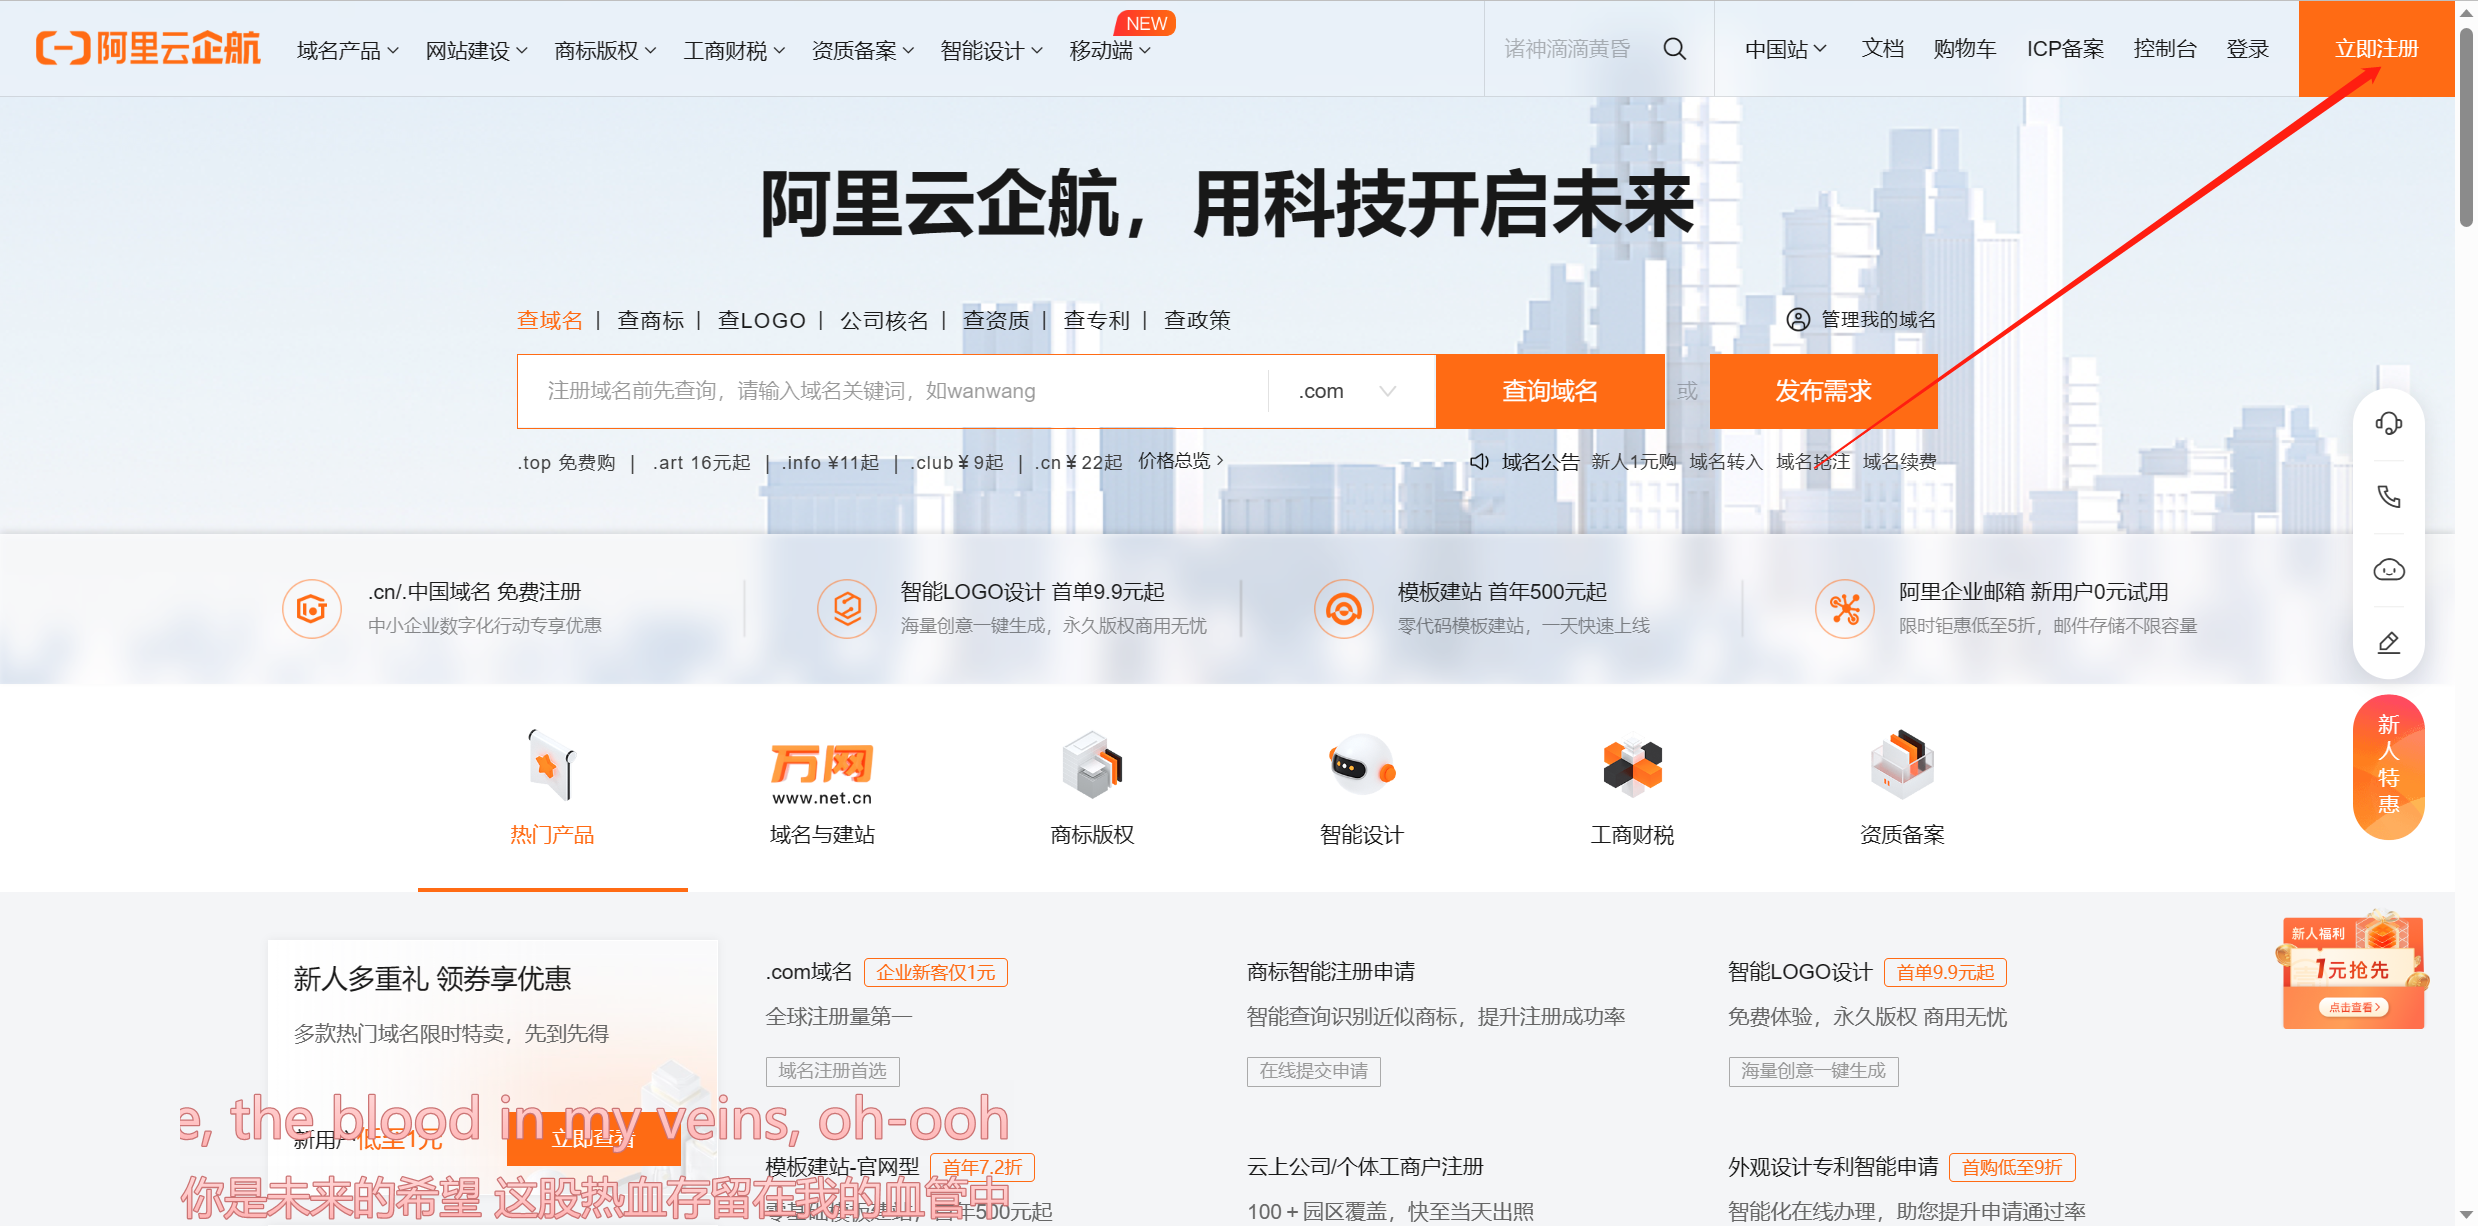 阿里云企航
域名产品
网站建设
商标版权
工商财税
资质备案
智能设计
移动端
NEW
诸神滴滴黄昏
中国站
文档
购物车
ICP备案
控制台
登录
立即注册
阿里云企航，用科技开启未来
查域名 | 查商标 | 查LOGO | 公司核名 | 查资质 | 查专利 | 查政策
管理我的域名
注册域名前先查询，请输入域名关键词，如wanwang
.com
查询域名
或
发布需求
.top 免费购 | .art 16元起 | .info ¥11起 | .club ¥ 9起 | .cn ¥ 22起 价格总览
域名公告 新人1元购 域名转入 域名抢注 域名续费
.cn/.中国域名 免费注册
中小企业数字化行动专享优惠
智能LOGO设计 首单9.9元起
海量创意一键生成，永久版权商用无忧
模板建站 首年500元起
零代码模板建站，一天快速上线
阿里企业邮箱 新用户0元试用
限时钜惠低至5折，邮件存储不限容量
新人特惠
热门产品
万网
www.net.cn
域名与建站
商标版权
智能设计
工商财税
资质备案
新人多重礼 领券享优惠
多款热门域名限时特卖，先到先得
新用户低至1元
立即查看
.com域名 企业新客仅1元
全球注册量第一
域名注册首选
商标智能注册申请
智能查询识别近似商标，提升注册成功率
在线提交申请
智能LOGO设计 首单9.9元起
免费体验，永久版权 商用无忧
海量创意一键生成
新人福利
1元抢先
点击查看
e, the blood in my veins, oh-ooh
你是未来的希望 这股热血存留在我的血管中
模板建站-官网型 首年7.2折
零基础模板建站，首年500元起
云上公司/个体工商户注册
100＋园区覆盖，快至当天出照
外观设计专利智能申请 首购低至9折
智能化在线办理，助您提升申请通过率